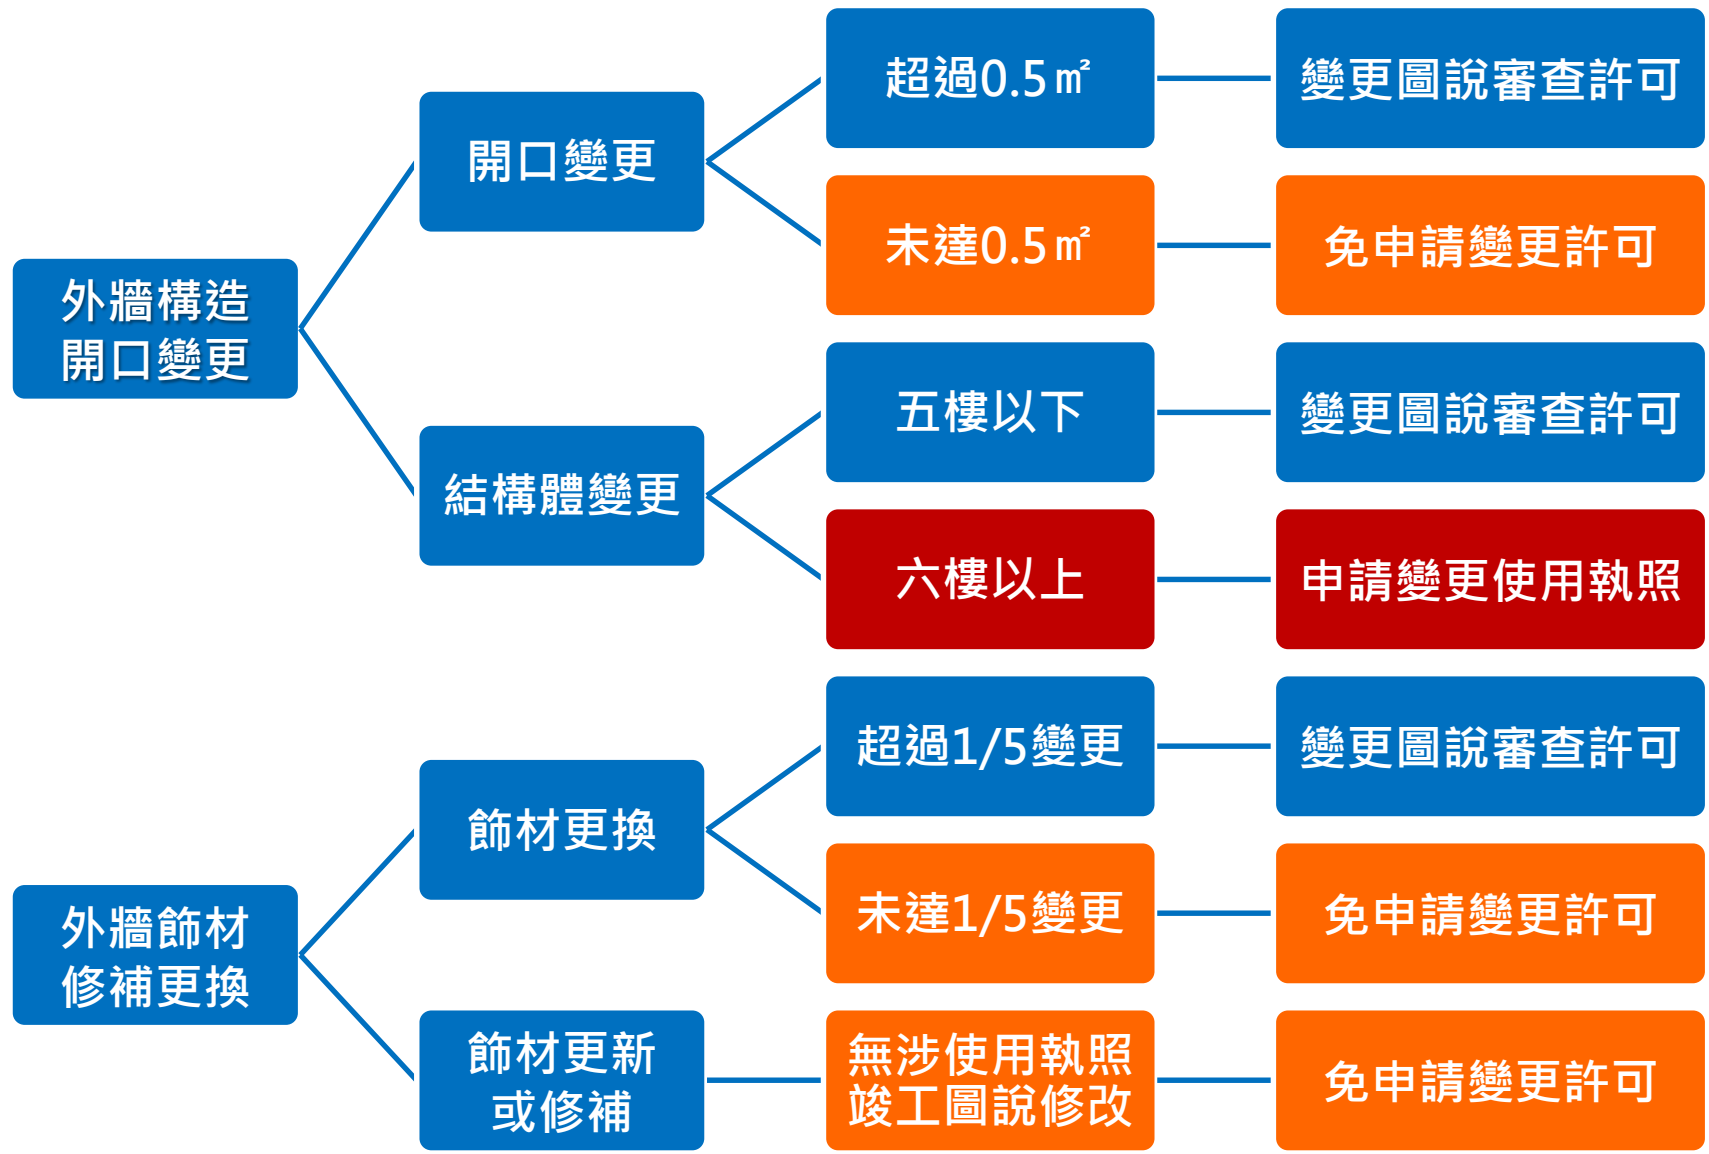 外牆構造
開口變更
開口變更
超過0.5㎡
變更圖說審查許可
未達0.5㎡
免申請變更許可
結構體變更
五樓以下
變更圖說審查許可
六樓以上
申請變更使用執照
外牆飾材
修補更換
飾材更換
超過1/5變更
變更圖說審查許可
未達1/5變更
免申請變更許可
飾材更新
或修補
無涉使用執照
竣工圖說修改
免申請變更許可